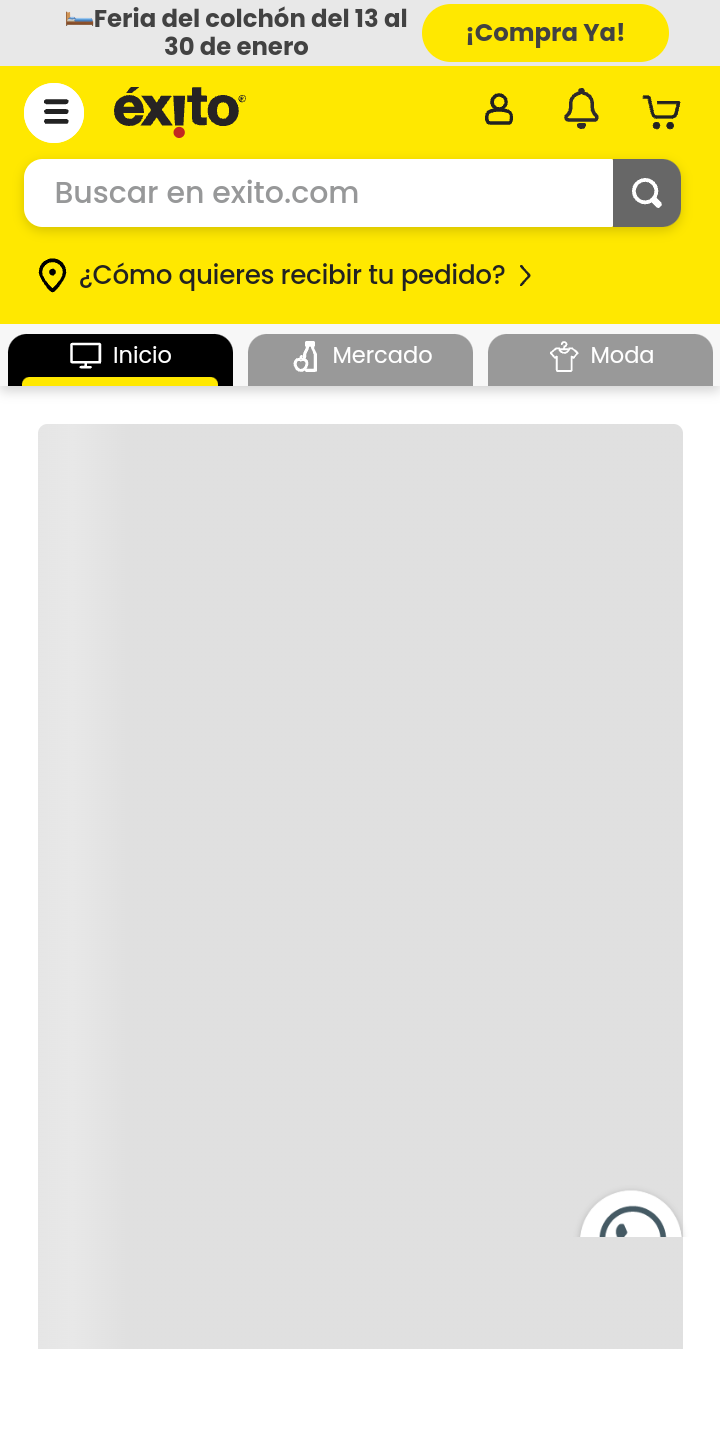 Feria del colchón del 13 al
30 de enero
¡Compra Ya!
éxito
Buscar en exito.com
¿Cómo quieres recibir tu pedido?
Inicio
Mercado
Moda